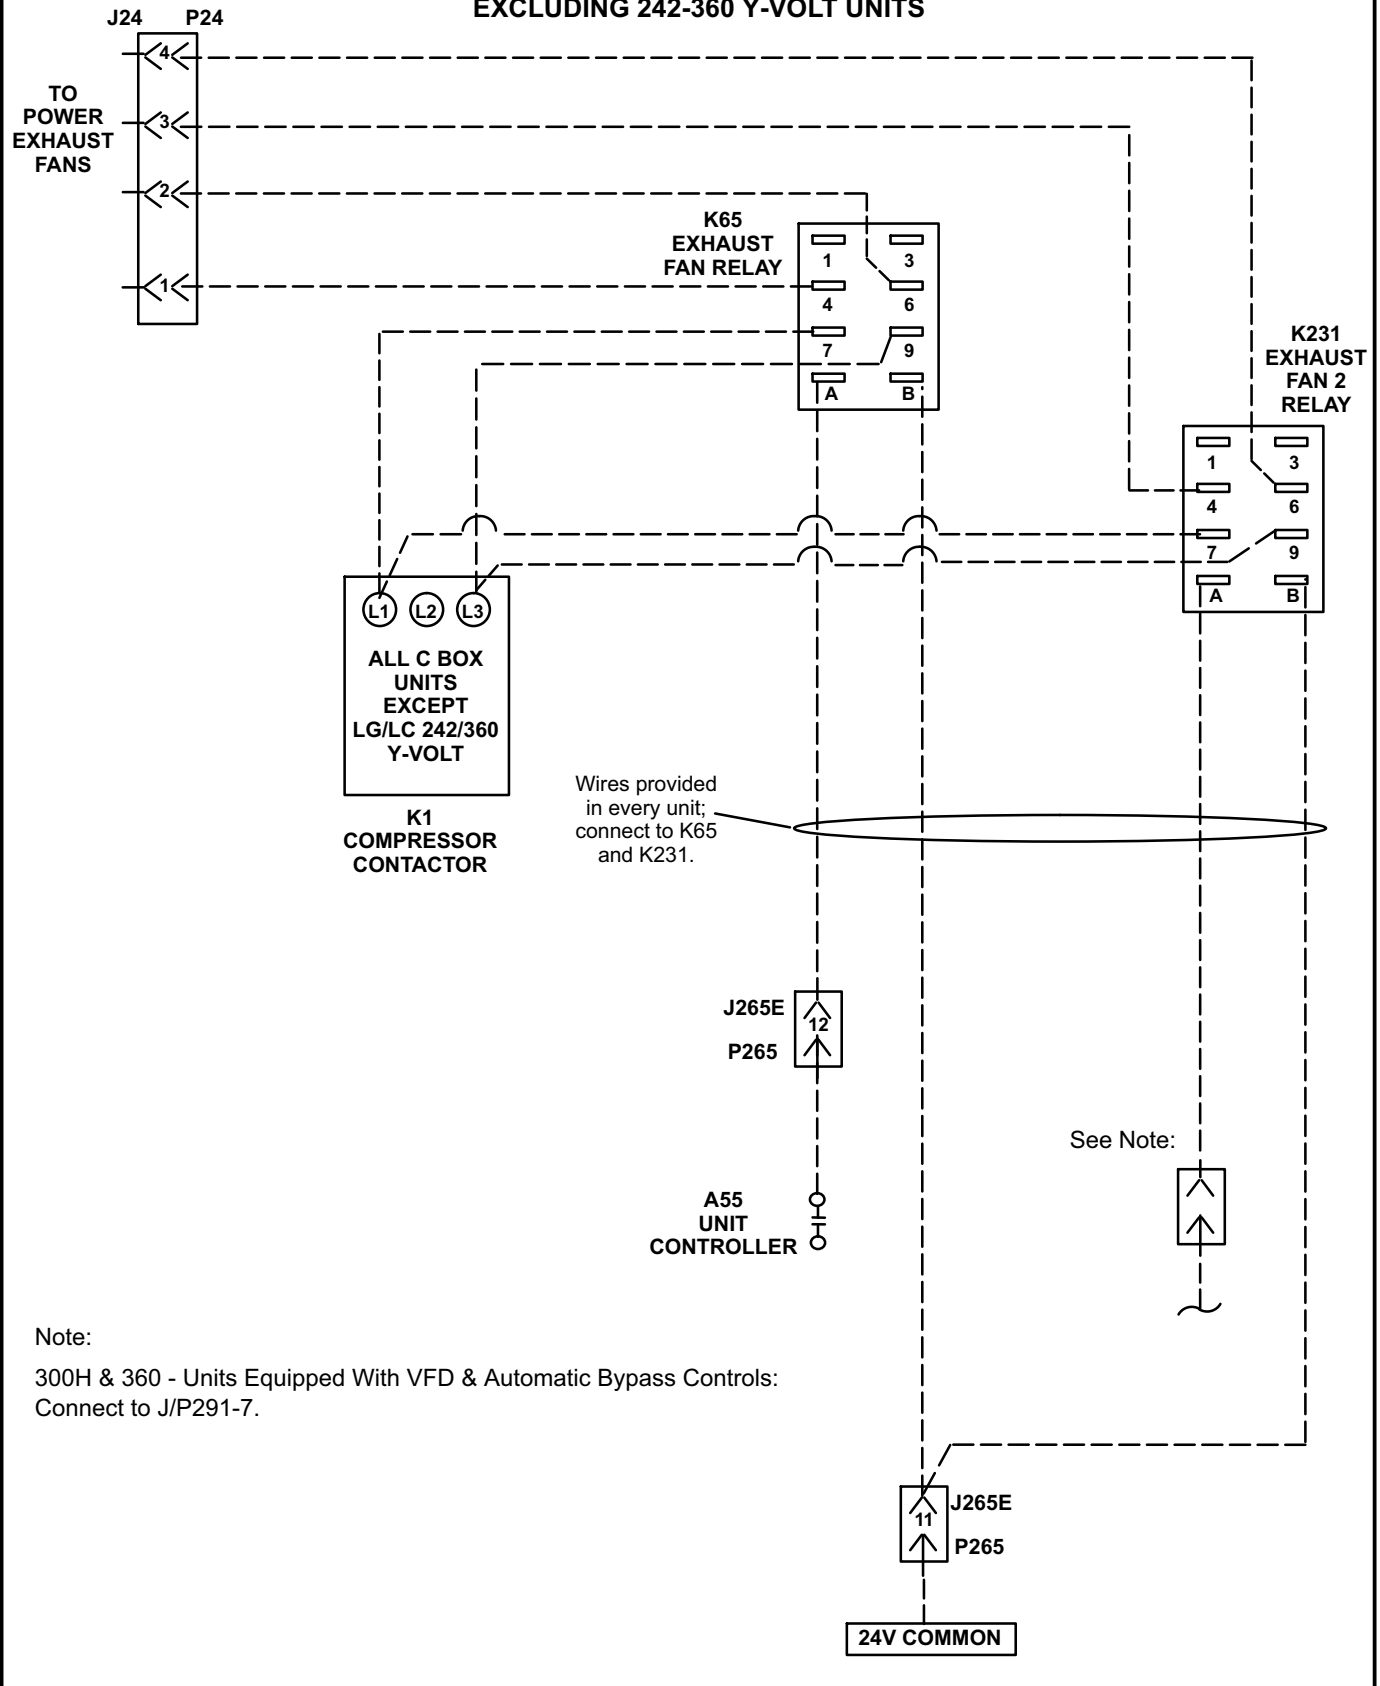 EXCLUDING 242-360 Y-VOLT UNITS
J24 P24
4
3
2
1
TO
POWER
EXHAUST
FANS
K65
EXHAUST
FAN RELAY
1 3
4 6
7 9
A B
K231
EXHAUST
FAN 2
RELAY
1 3
4 6
7 9
A B
L1 L2 L3
ALL C BOX
UNITS
EXCEPT
LG/LC 242/360
Y-VOLT
K1
COMPRESSOR
CONTACTOR
Wires provided
in every unit;
connect to K65
and K231.
J265E
12
P265
See Note:
A55
UNIT
CONTROLLER
Note:
300H & 360 - Units Equipped With VFD & Automatic Bypass Controls:
Connect to J/P291-7.
J265E
11
P265
24V COMMON